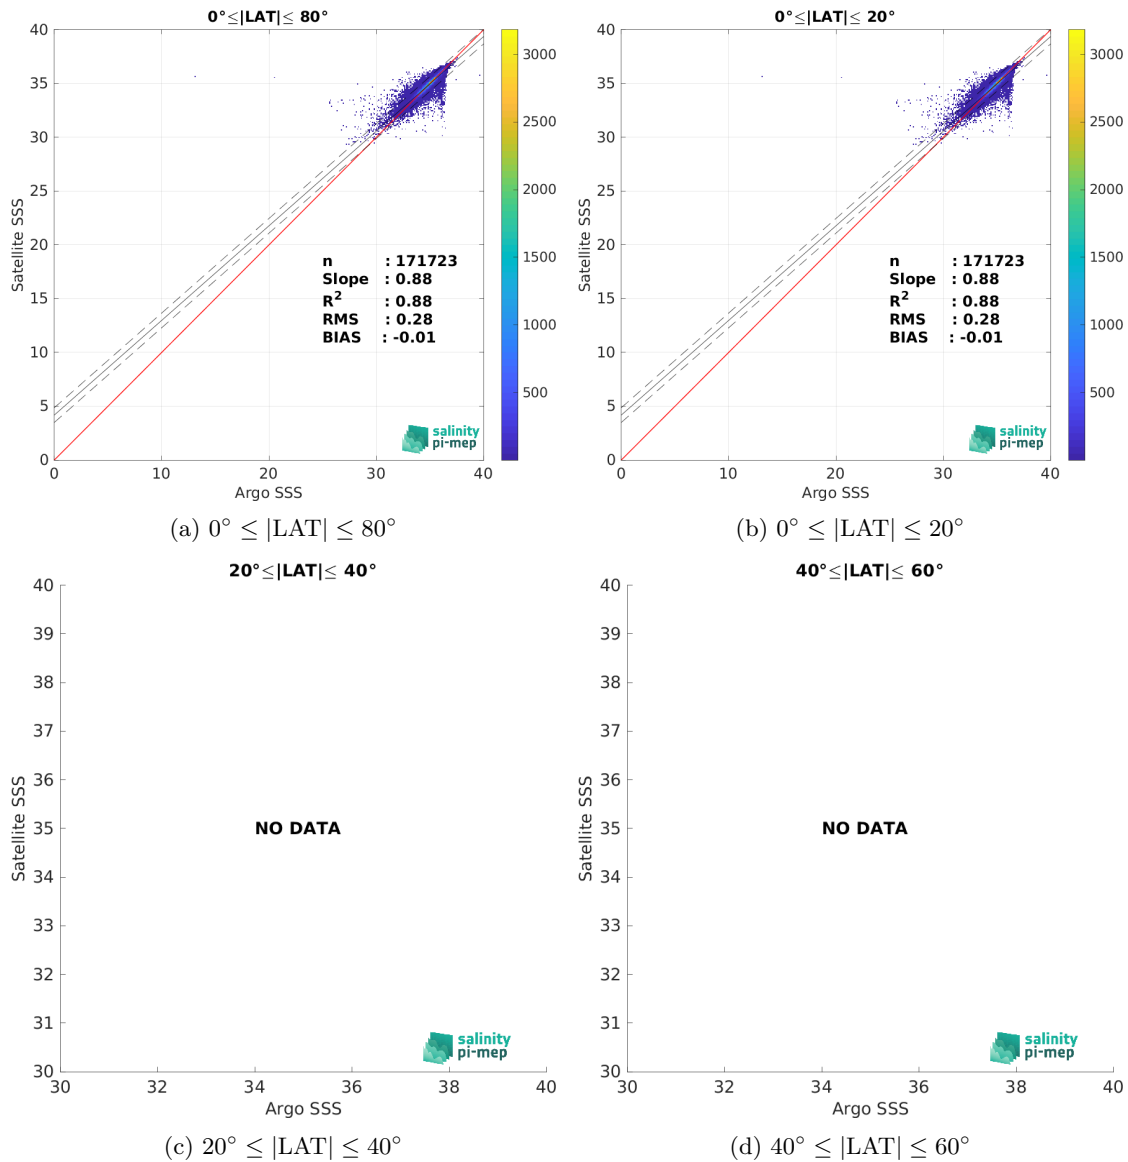 0°≤|LAT|≤ 80°
40
35
30
25
20
15
10
5
0
Satellite SSS
n : 171723
Slope : 0.88
R² : 0.88
RMS : 0.28
BIAS : -0.01
salinity
pi-mep
0 10 20 30 40
Argo SSS
3000
2500
2000
1500
1000
500
(a) 0° ≤ |LAT| ≤ 80°
0°≤|LAT|≤ 20°
40
35
30
25
20
15
10
5
0
Satellite SSS
n : 171723
Slope : 0.88
R² : 0.88
RMS : 0.28
BIAS : -0.01
salinity
pi-mep
0 10 20 30 40
Argo SSS
3000
2500
2000
1500
1000
500
(b) 0° ≤ |LAT| ≤ 20°
20°≤|LAT|≤ 40°
40
39
38
37
36
35
34
33
32
31
30
Satellite SSS
NO DATA
salinity
pi-mep
30 32 34 36 38 40
Argo SSS
(c) 20° ≤ |LAT| ≤ 40°
40°≤|LAT|≤ 60°
40
39
38
37
36
35
34
33
32
31
30
Satellite SSS
NO DATA
salinity
pi-mep
30 32 34 36 38 40
Argo SSS
(d) 40° ≤ |LAT| ≤ 60°